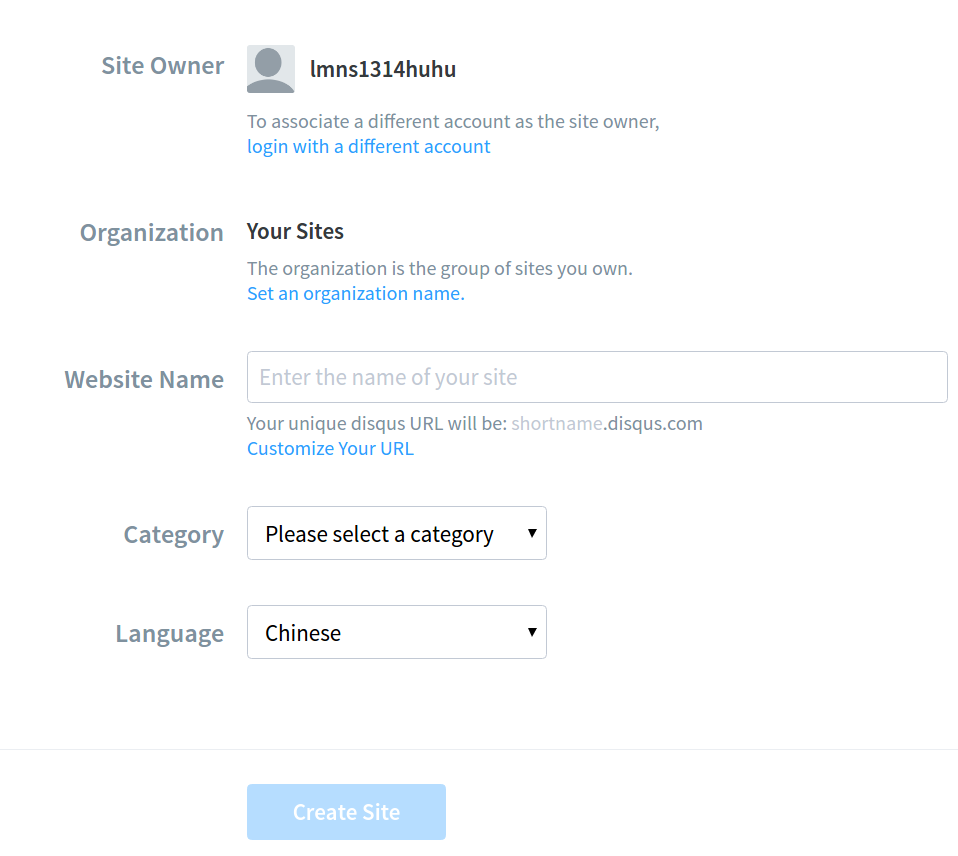 Site Owner
lmns1314huhu
To associate a different account as the site owner,
login with a different account
Organization
Your Sites
The organization is the group of sites you own.
Set an organization name.
Website Name
Enter the name of your site
Your unique disqus URL will be: shortname.disqus.com
Customize Your URL
Category
Please select a category
Language
Chinese
Create Site